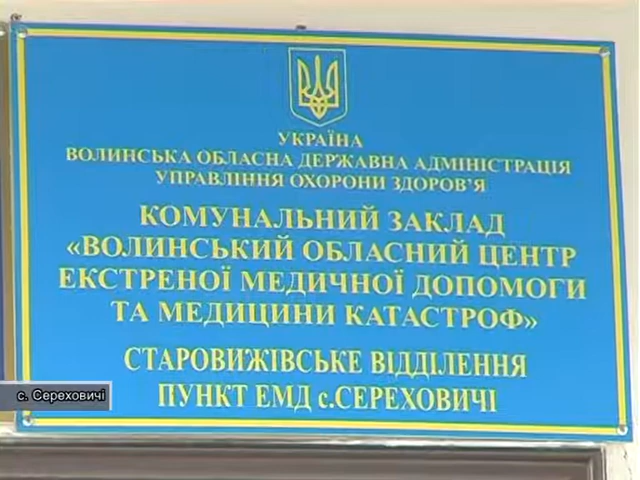 УКРАЇНА
ВОЛИНСЬКА ОБЛАСНА ДЕРЖАВНА АДМІНІСТРАЦІЯ
УПРАВЛІННЯ ОХОРОНИ ЗДОРОВ'Я
КОМУНАЛЬНИЙ ЗАКЛАД
«ВОЛИНСЬКИЙ ОБЛАСНИЙ ЦЕНТР
ЕКСТРЕНОЇ МЕДИЧНОЇ ДОПОМОГИ
ТА МЕДИЦИНИ КАТАСТРОФ»
СТАРОВИЖІВСЬКЕ ВІДДІЛЕННЯ
ПУНКТ ЕМД с.СЕРЕХОВИЧІ
с. Сереховичі